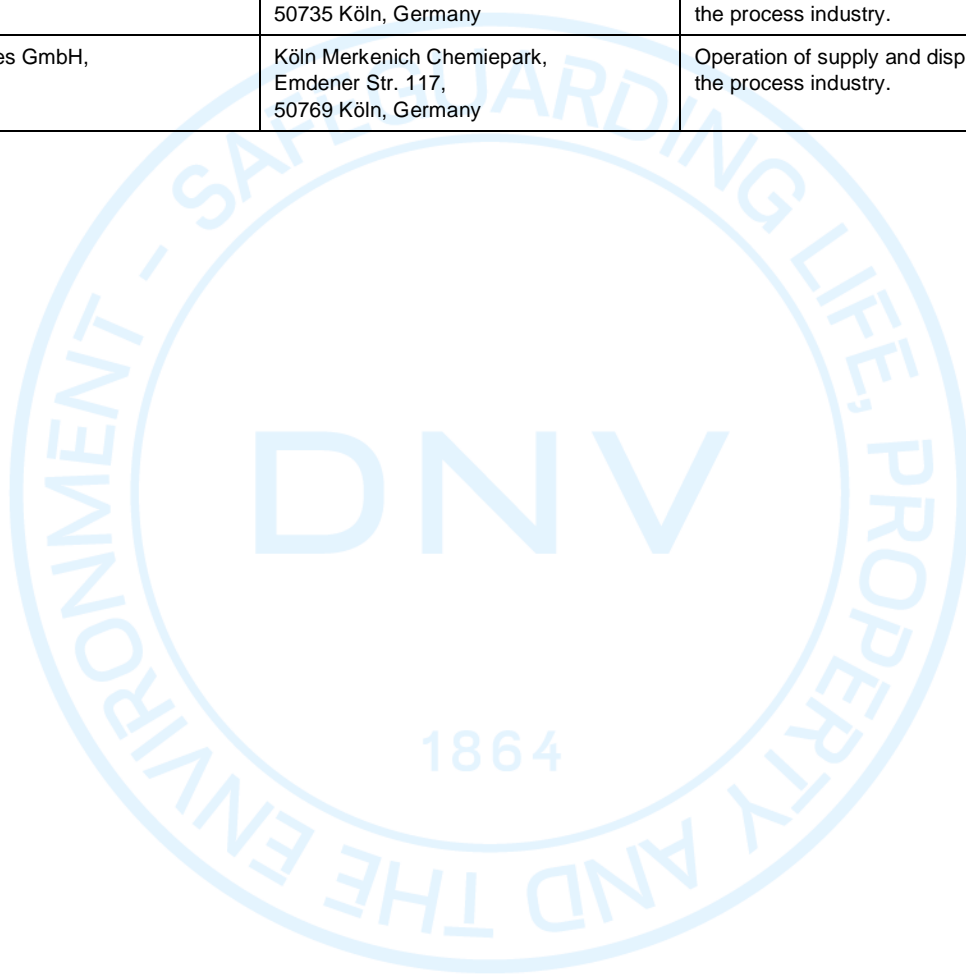 50735 Köln, Germany
the process industry.
es GmbH,
Köln Merkenich Chemiepark,
Emdener Str. 117,
50769 Köln, Germany
Operation of supply and disp
the process industry.
SAFEGUARDING LIFE, PROPERTY AND THE ENVIRONMENT -
DNV
1864